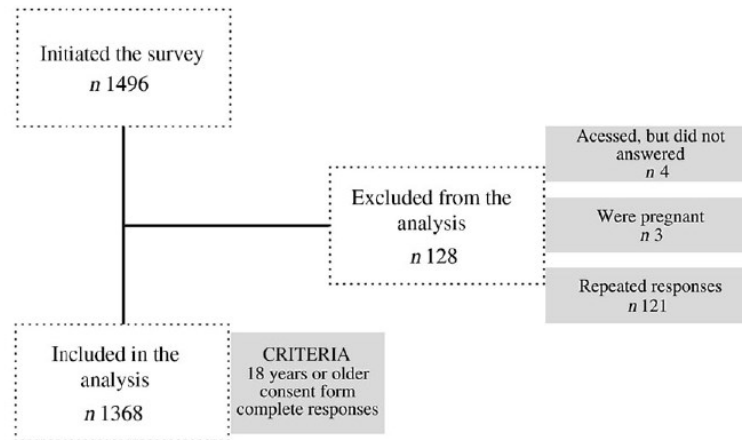 Initiated the survey
n 1496
Acessed, but did not
answered
n 4
Excluded from the
analysis
n 128
Were pregnant
n 3
Repeated responses
n 121
Included in the
analysis
n 1368
CRITERIA
18 years or older
consent form
complete responses